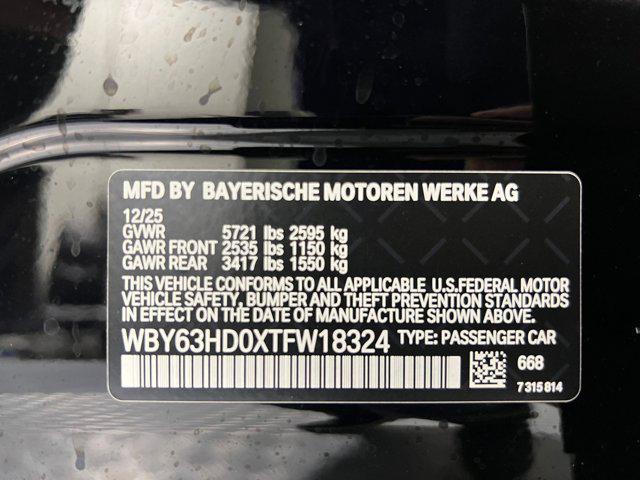 MFD BY BAYERISCHE MOTOREN WERKE AG
12/25
GVWR 5721 lbs 2595 kg
GAWR FRONT 2535 lbs 1150 kg
GAWR REAR 3417 lbs 1550 kg
THIS VEHICLE CONFORMS TO ALL APPLICABLE U.S.FEDERAL MOTOR
VEHICLE SAFETY, BUMPER AND THEFT PREVENTION STANDARDS
IN EFFECT ON THE DATE OF MANUFACTURE SHOWN ABOVE.
WBY63HD0XTFW18324 TYPE: PASSENGER CAR
668
7 315 814